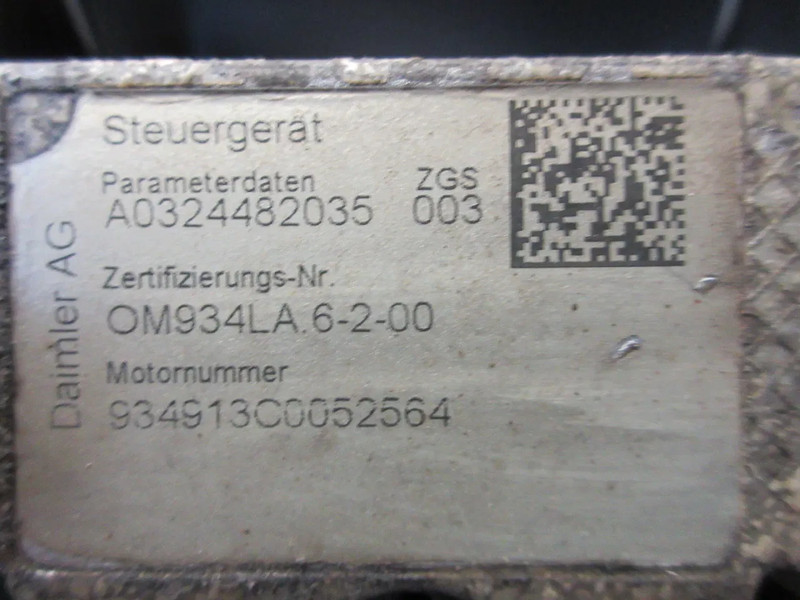 Steuergerät
Parameterdaten ZGS
A0324482035 003
Zertifizierungs-Nr.
OM934LA.6-2-00
Motornummer
934913C0052564
Daimler AG